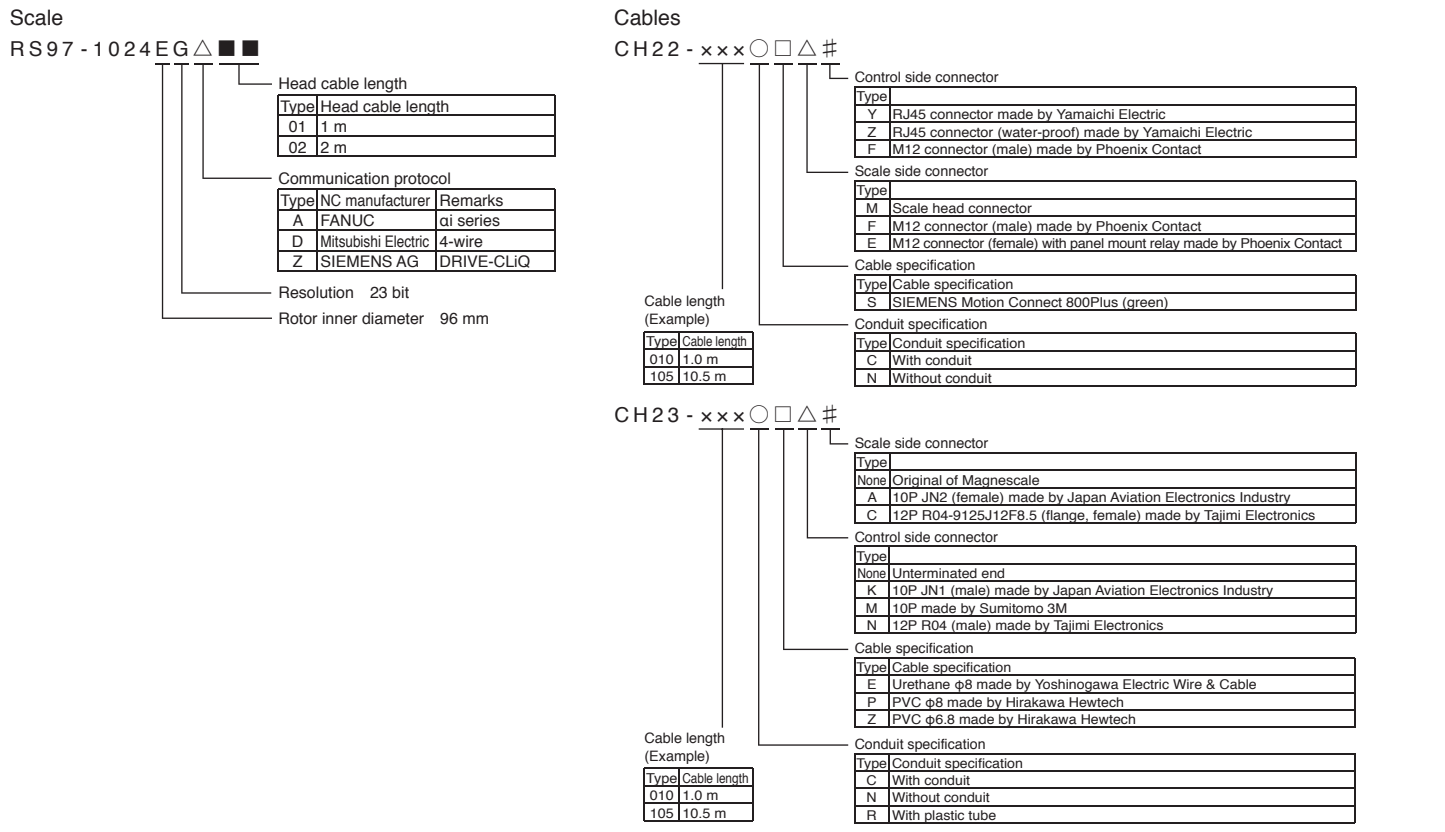 Scale
RS97-1024EG△■■
Head cable length
Type Head cable length
01 1 m
02 2 m
Communication protocol
Type NC manufacturer Remarks
A FANUC αi series
D Mitsubishi Electric 4-wire
Z SIEMENS AG DRIVE-CLiQ
Resolution 23 bit
Rotor inner diameter 96 mm
Cables
CH22-×××○□△♯
Control side connector
Type
Y RJ45 connector made by Yamaichi Electric
Z RJ45 connector (water-proof) made by Yamaichi Electric
F M12 connector (male) made by Phoenix Contact
Scale side connector
Type
M Scale head connector
F M12 connector (male) made by Phoenix Contact
E M12 connector (female) with panel mount relay made by Phoenix Contact
Cable specification
Type Cable specification
S SIEMENS Motion Connect 800Plus (green)
Conduit specification
Type Conduit specification
C With conduit
N Without conduit
Cable length
(Example)
Type Cable length
010 1.0 m
105 10.5 m
CH23-×××○□△♯
Scale side connector
Type
None Original of Magnescale
A 10P JN2 (female) made by Japan Aviation Electronics Industry
C 12P R04-9125J12F8.5 (flange, female) made by Tajimi Electronics
Control side connector
Type
None Unterminated end
K 10P JN1 (male) made by Japan Aviation Electronics Industry
M 10P made by Sumitomo 3M
N 12P R04 (male) made by Tajimi Electronics
Cable specification
Type Cable specification
E Urethane φ8 made by Yoshinogawa Electric Wire & Cable
P PVC φ8 made by Hirakawa Hewtech
Z PVC φ6.8 made by Hirakawa Hewtech
Conduit specification
Type Conduit specification
C With conduit
N Without conduit
R With plastic tube
Cable length
(Example)
Type Cable length
010 1.0 m
105 10.5 m